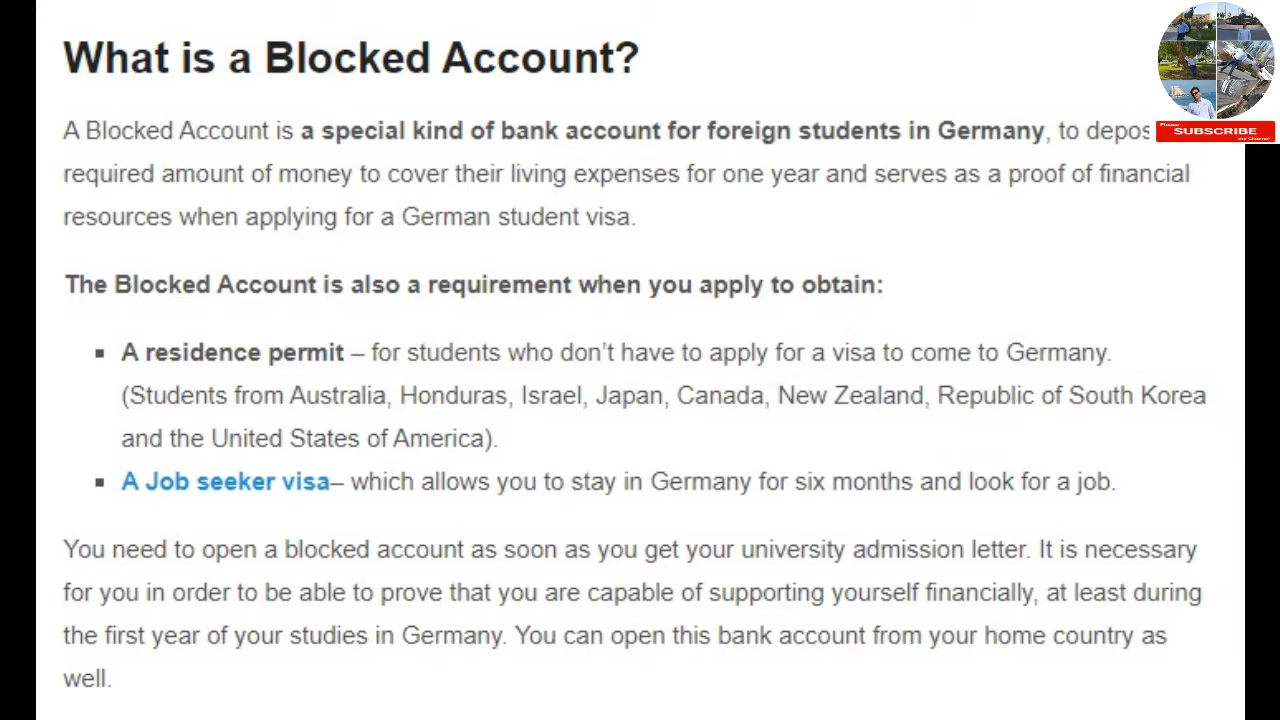 What is a Blocked Account?
A Blocked Account is a special kind of bank account for foreign students in Germany, to
required amount of money to cover their living expenses for one year and serves as a proof of financial
resources when applying for a German student visa.
The Blocked Account is also a requirement when you apply to obtain:
A residence permit – for students who don't have to apply for a visa to come to Germany.
(Students from Australia, Honduras, Israel, Japan, Canada, New Zealand, Republic of South Korea
and the United States of America).
A Job seeker visa– which allows you to stay in Germany for six months and look for a job.
You need to open a blocked account as soon as you get your university admission letter. It is necessary
for you in order to be able to prove that you are capable of supporting yourself financially, at least during
the first year of your studies in Germany. You can open this bank account from your home country as
well.
Please
SUBSCRIBE
my Channel